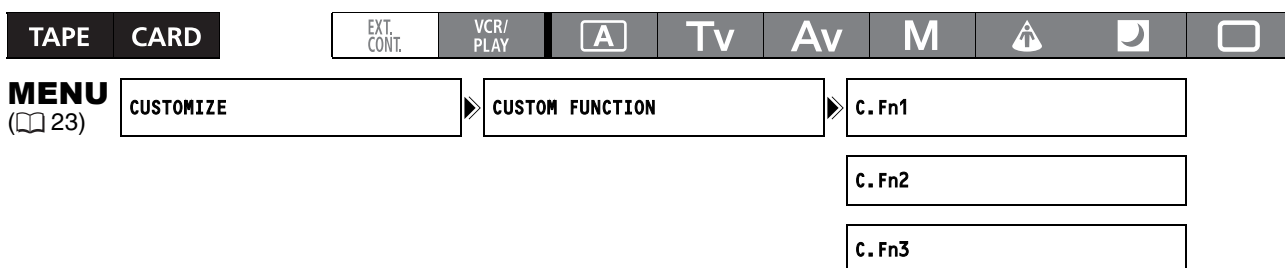 TAPE CARD EXT. CONT. VCR/ PLAY A Tv Av M
MENU
(23)
CUSTOMIZE CUSTOM FUNCTION C.Fn1
C.Fn2
C.Fn3